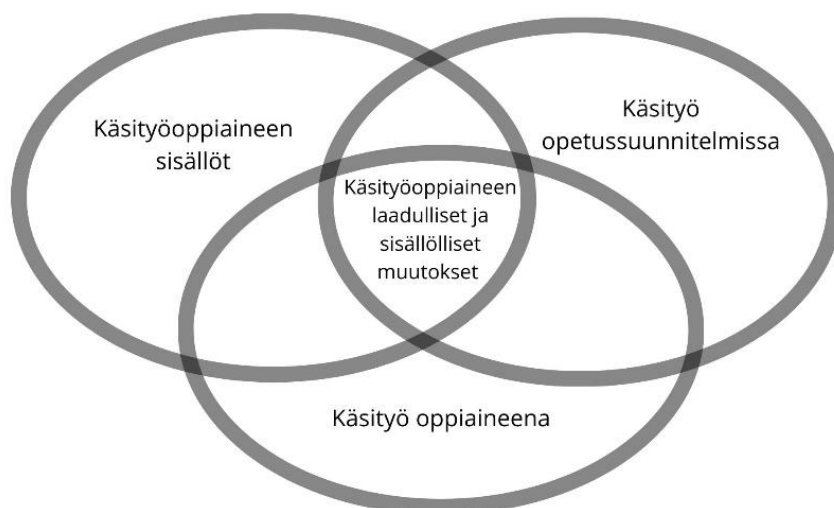 Käsityöoppiaineen
sisällöt
Käsityö
opetussuunnitelmissa
Käsityöoppiaineen
laadulliset ja
sisällölliset
muutokset
Käsityö oppiaineena